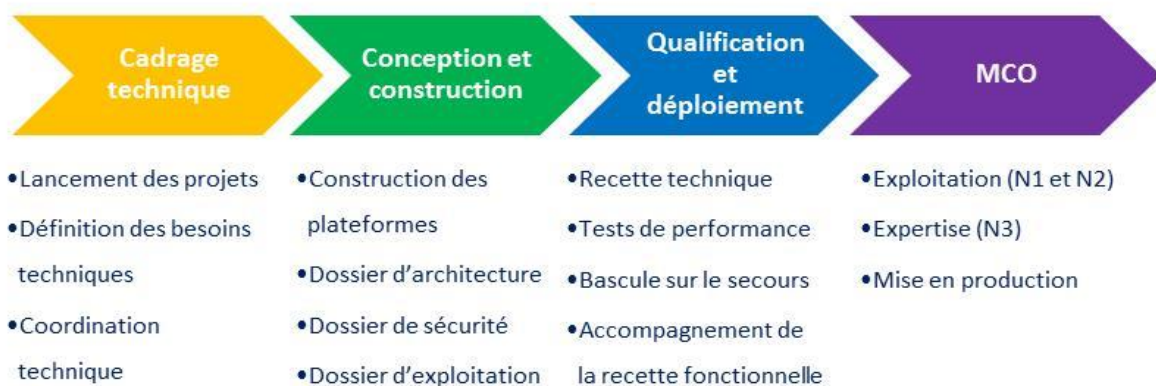 Cadrage
technique
Conception et
construction
Qualification
et
déploiement
MCO
•Lancement des projets
•Définition des besoins
techniques
•Coordination
technique
•Construction des
plateformes
•Dossier d’architecture
•Dossier de sécurité
•Dossier d’exploitation
•Recette technique
•Tests de performance
•Bascule sur le secours
•Accompagnement de
la recette fonctionnelle
•Exploitation (N1 et N2)
•Expertise (N3)
•Mise en production